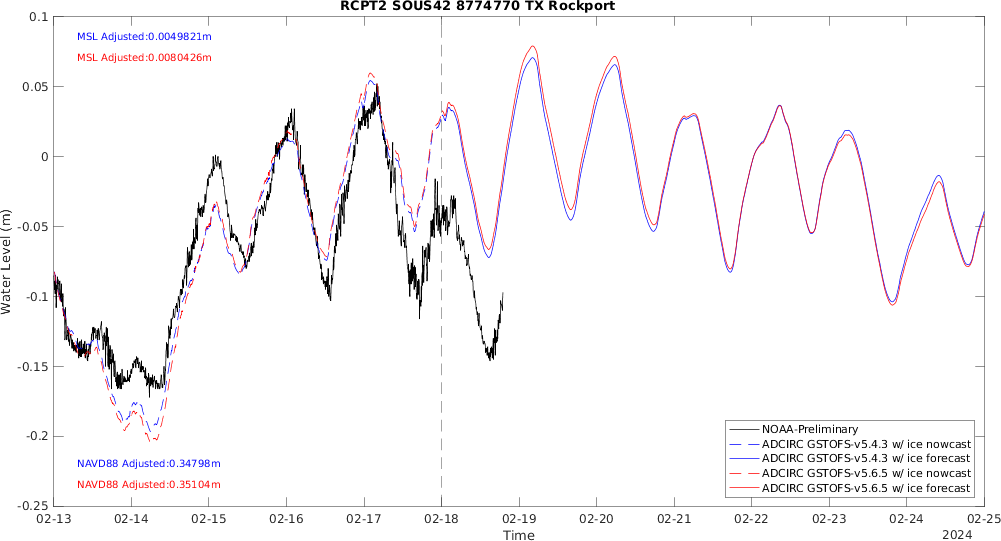 RCPT2 SOUS42 8774770 TX Rockport
MSL Adjusted:0.0049821m
MSL Adjusted:0.0080426m
0.1
0.05
0
-0.05
-0.1
-0.15
-0.2
-0.25
Water Level (m)
NAVD88 Adjusted:0.34798m
NAVD88 Adjusted:0.35104m
NOAA-Preliminary
ADCIRC GSTOFS-v5.4.3 w/ ice nowcast
ADCIRC GSTOFS-v5.4.3 w/ ice forecast
ADCIRC GSTOFS-v5.6.5 w/ ice nowcast
ADCIRC GSTOFS-v5.6.5 w/ ice forecast
02-13 02-14 02-15 02-16 02-17 02-18 02-19 02-20 02-21 02-22 02-23 02-24 02-25
Time
2024